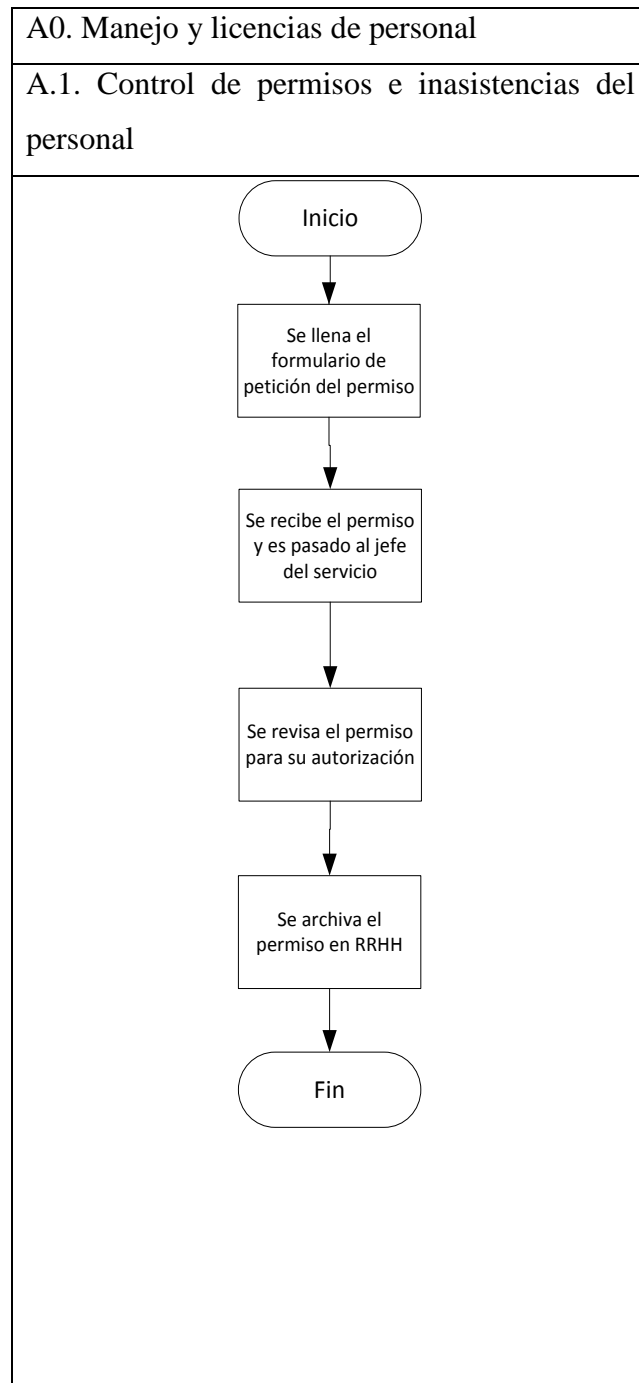 A0. Manejo y licencias de personal
A.1. Control de permisos e inasistencias del
personal
Inicio
Se llena el
formulario de
petición del permiso
Se recibe el permiso
y es pasado al jefe
del servicio
Se revisa el permiso
para su autorización
Se archiva el
permiso en RRHH
Fin